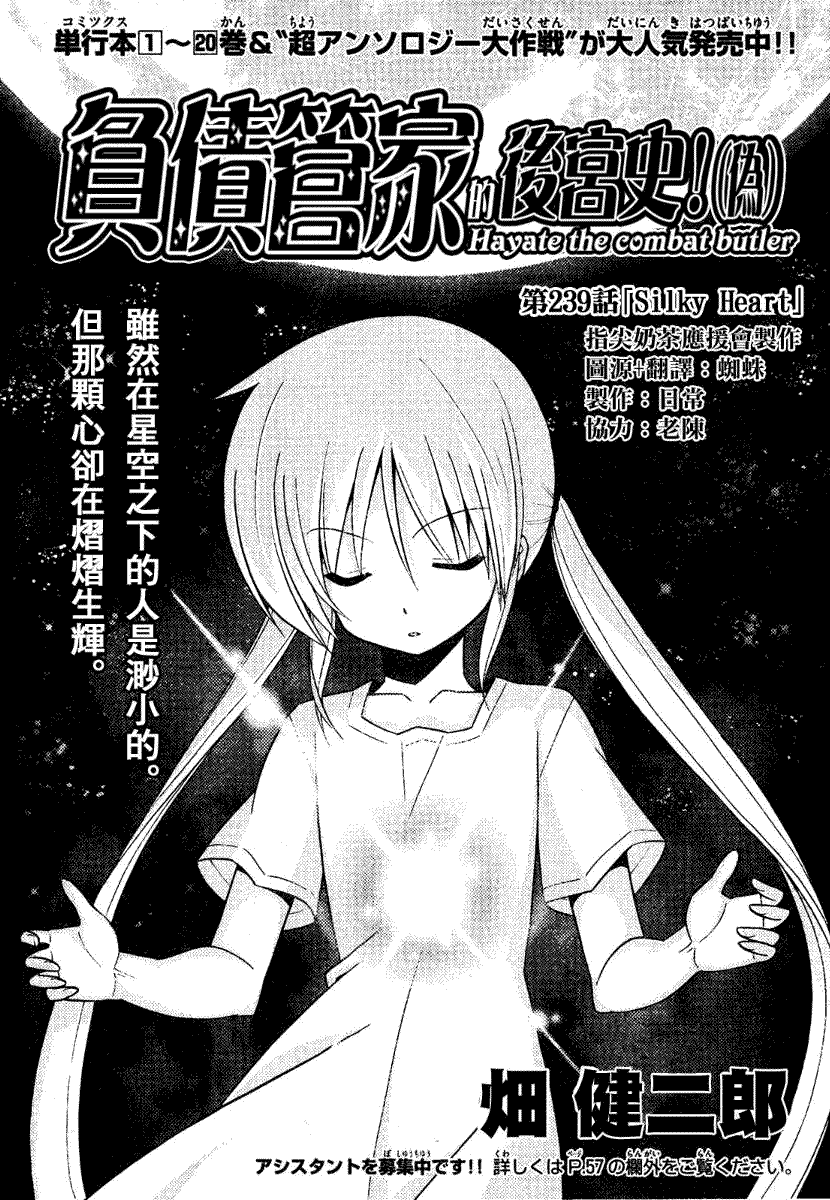 単行本1～20巻&“超アンソロジー大作戦”が大人気発売中!!
負債管家的後宮史!(偽)
Hayate the combat butler
第239話「Silky Heart」
指尖奶茶應援會製作
圖源+翻譯：蜘蛛
製作：日常
協力：老陳
雖然在星空之下的人是渺小的。
但那顆心卻在熠熠生輝。
畑 健二郎
アシスタントを募集中です!! 詳しくはP.57の欄外をご覧ください。